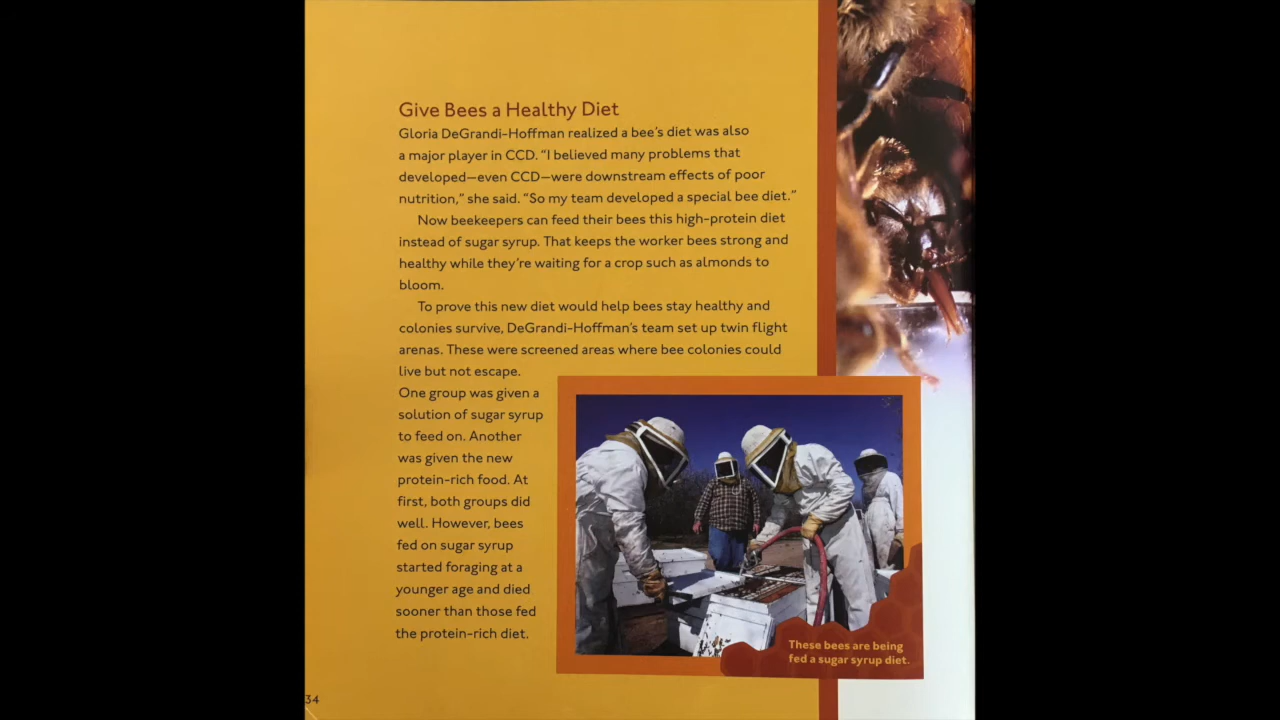 Give Bees a Healthy Diet
Gloria DeGrandi-Hoffman realized a bee's diet was also
a major player in CCD. “I believed many problems that
developed—even CCD—were downstream effects of poor
nutrition,” she said. “So my team developed a special bee diet.”
Now beekeepers can feed their bees this high-protein diet
instead of sugar syrup. That keeps the worker bees strong and
healthy while they're waiting for a crop such as almonds to
bloom.
To prove this new diet would help bees stay healthy and
colonies survive, DeGrandi-Hoffman's team set up twin flight
arenas. These were screened areas where bee colonies could
live but not escape.
One group was given a
solution of sugar syrup
to feed on. Another
was given the new
protein-rich food. At
first, both groups did
well. However, bees
fed on sugar syrup
started foraging at a
younger age and died
sooner than those fed
the protein-rich diet.
These bees are being
fed a sugar syrup diet.
34